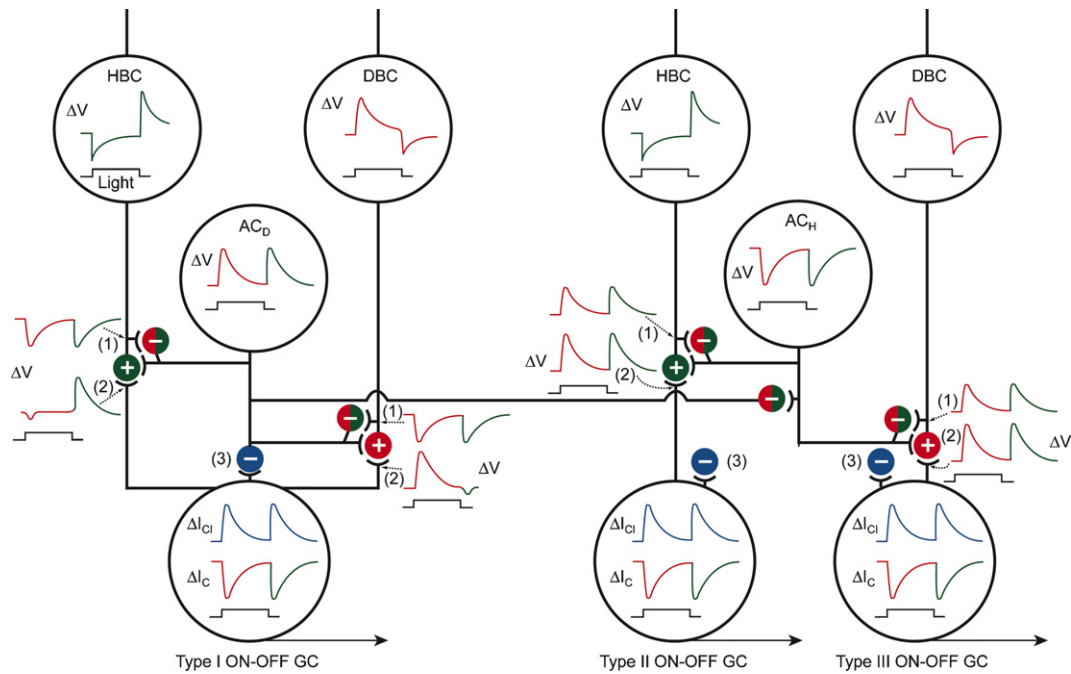 HBC
ΔV
Light
DBC
ΔV
HBC
ΔV
DBC
ΔV
AC_D
ΔV
AC_H
ΔV
(1)
+
−
ΔV
(2)
(1)
−
+
(2)
ΔV
(3)
−
(1)
−
+
ΔV
(2)
−
(1)
−
(2)
+
ΔV
(3)
−
(3)
−
ΔI_Cl
ΔI_C
ΔI_Cl
ΔI_C
ΔI_Cl
ΔI_C
Type I ON-OFF GC
Type II ON-OFF GC
Type III ON-OFF GC